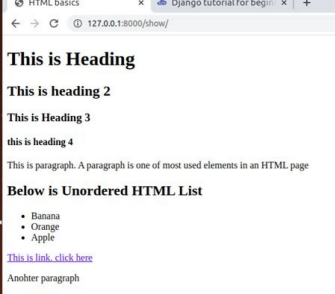 HTML basics
Django tutorial for begin
127.0.0.1:8000/show/
This is Heading
This is heading 2
This is Heading 3
this is heading 4
This is paragraph. A paragraph is one of most used elements in an HTML page
Below is Unordered HTML List
Banana
Orange
Apple
This is link. click here
Anohter paragraph